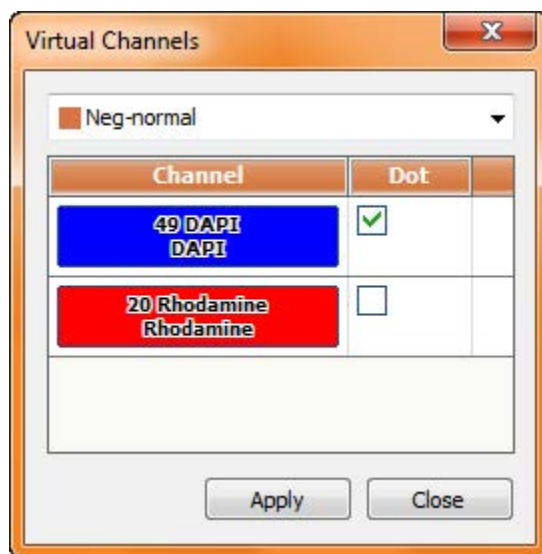 Virtual Channels
Neg-normal
Channel Dot
49 DAPI
DAPI
20 Rhodamine
Rhodamine
Apply Close